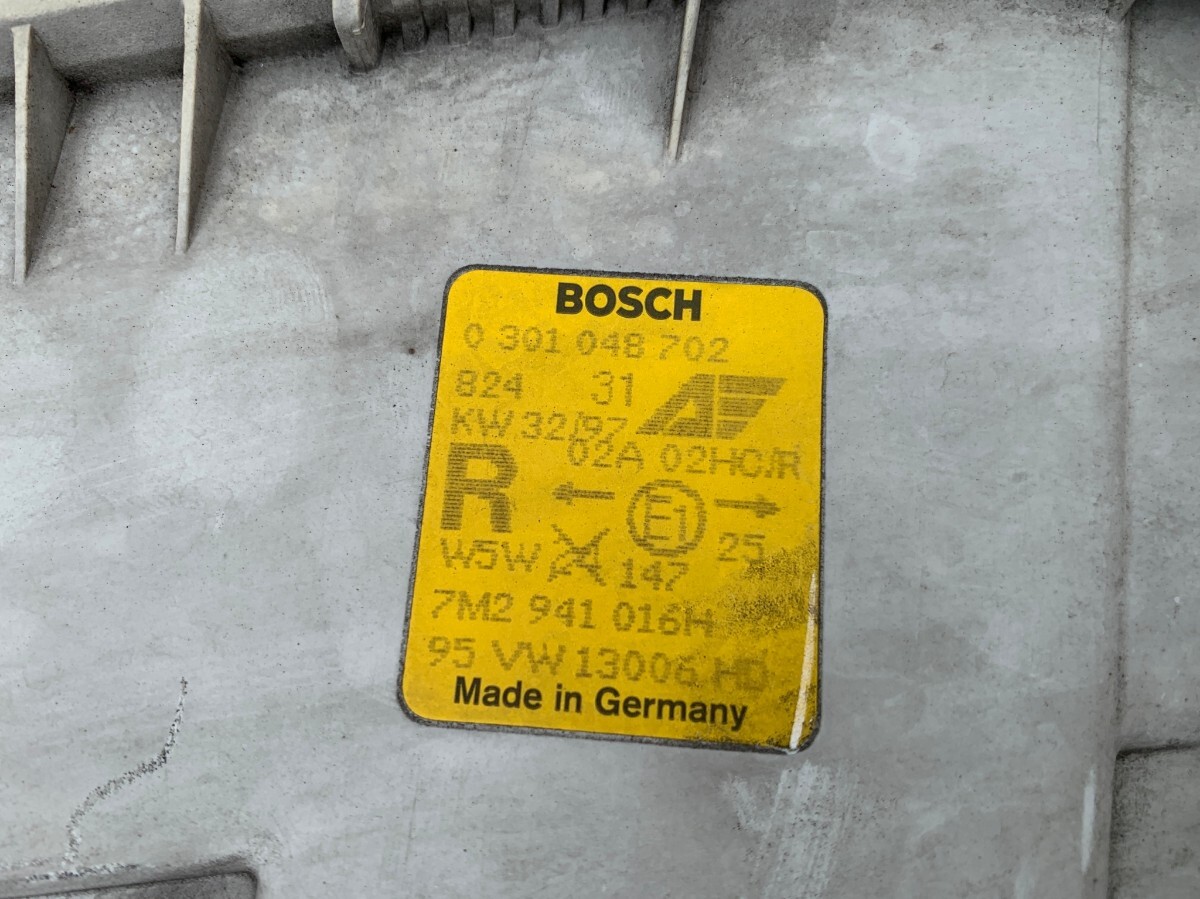 BOSCH
0 301 048 702
824 31
KW 32/97
02A 02HC/R
R
E1
W5W 147 25
7M2 941 016H
95 VW 13006 HD
Made in Germany